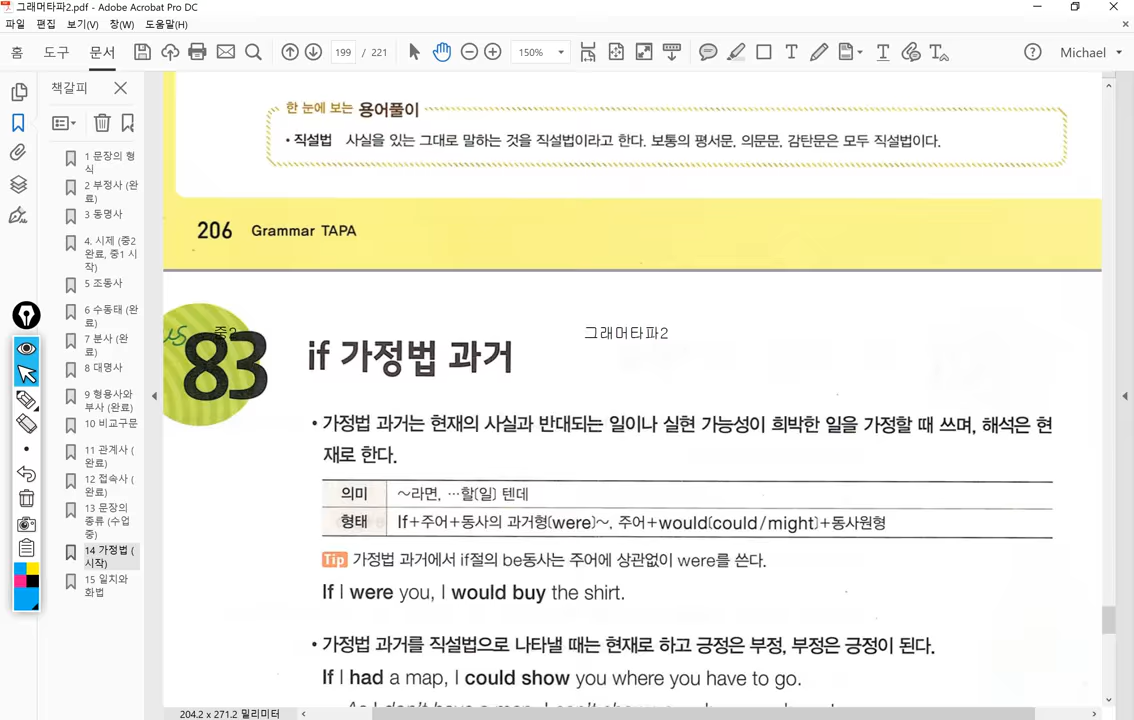 그래머타파2.pdf - Adobe Acrobat Pro DC
파일 편집 보기(V) 창(W) 도움말(H)
홈 도구 문서 199 / 221 150% Michael
책갈피
1 문장의 형
식
2 부정사 (완
료)
3 동명사
4. 시제 (중2
완료, 중1 시
작)
5 조동사
6 수동태 (완
료)
7 분사 (완
료)
8 대명사
9 형용사와
부사 (완료)
10 비교구문
11 관계사 (
완료)
12 접속사 (
완료)
13 문장의
종류 (수업
중)
14 가정법 (
시작)
15 일치와
화법
한 눈에 보는 용어풀이
• 직설법 사실을 있는 그대로 말하는 것을 직설법이라고 한다. 보통의 평서문, 의문문, 감탄문은 모두 직설법이다.
206 Grammar TAPA
중2 그래머타파2
83 if 가정법 과거
• 가정법 과거는 현재의 사실과 반대되는 일이나 실현 가능성이 희박한 일을 가정할 때 쓰며, 해석은 현
재로 한다.
의미 ~라면, …할(일) 텐데
형태 If+주어+동사의 과거형(were)~, 주어+would(could/might)+동사원형
Tip 가정법 과거에서 if절의 be동사는 주어에 상관없이 were를 쓴다.
If I were you, I would buy the shirt.
• 가정법 과거를 직설법으로 나타낼 때는 현재로 하고 긍정은 부정, 부정은 긍정이 된다.
If I had a map, I could show you where you have to go.
204.2 x 271.2 밀리미터